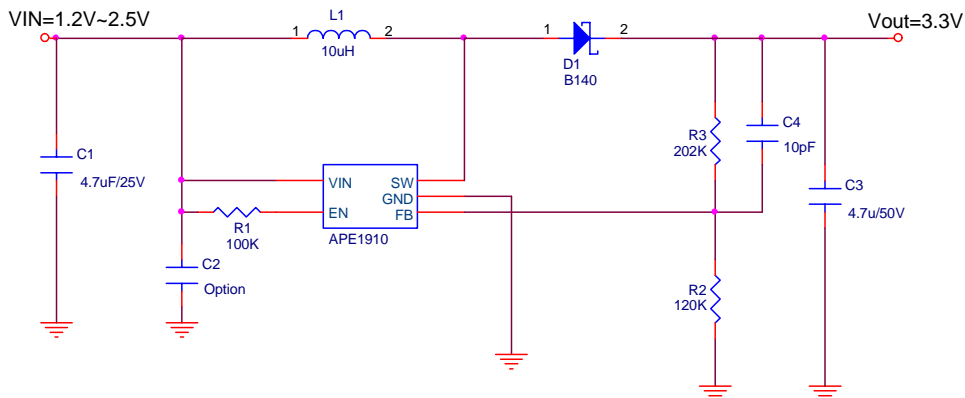 VIN=1.2V~2.5V
L1
1 2
10uH
1 2
D1
B140
Vout=3.3V
C1
4.7uF/25V
VIN SW
GND
EN FB
APE1910
R1
100K
C2
Option
R3
202K
C4
10pF
C3
4.7u/50V
R2
120K